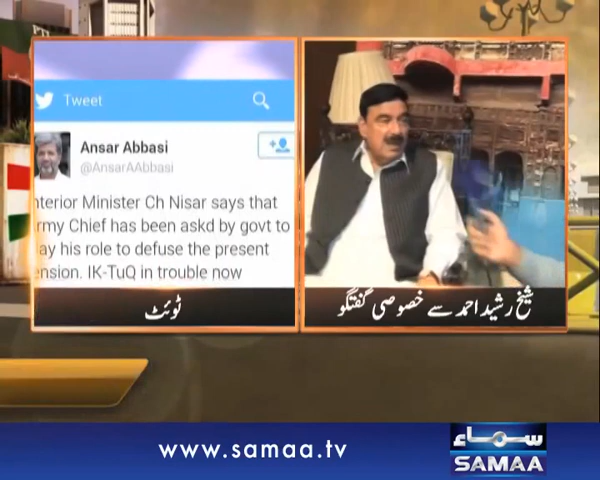 Tweet
Ansar Abbasi
@AnsarAAbbasi
nterior Minister Ch Nisar says that
rmy Chief has been askd by govt to
ay his role to defuse the present
ension. IK-TuQ in trouble now
ٹوئٹ
شیخ رشید احمد سے خصوصی گفتگو
www.samaa.tv
سماء
SAMAA